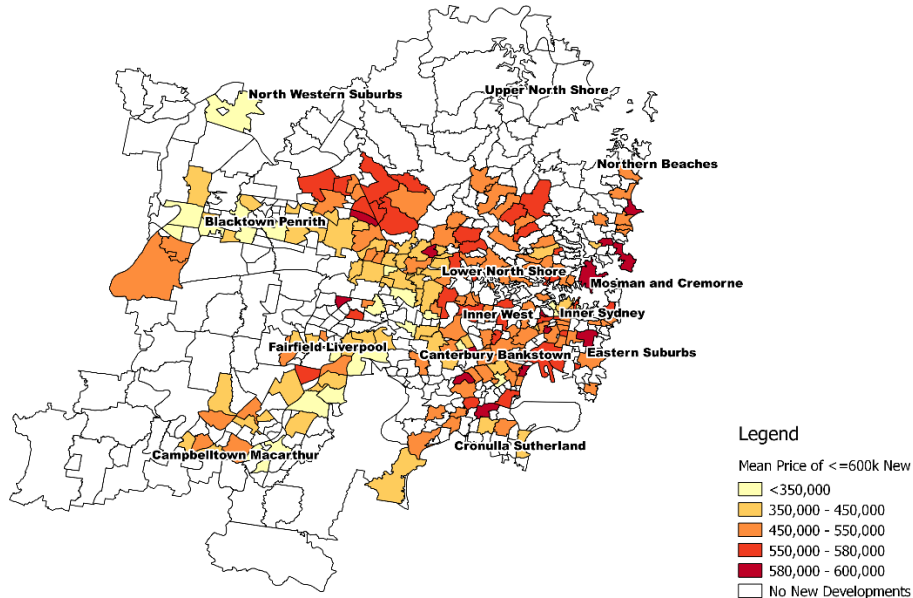 North Western Suburbs
Upper North Shore
Northern Beaches
Blacktown Penrith
Lower North Shore
Mosman and Cremorne
Inner West
Inner Sydney
Fairfield Liverpool
Canterbury Bankstown
Eastern Suburbs
Cronulla Sutherland
Campbelltown Macarthur
Legend
Mean Price of <=600k New
<350,000
350,000 - 450,000
450,000 - 550,000
550,000 - 580,000
580,000 - 600,000
No New Developments